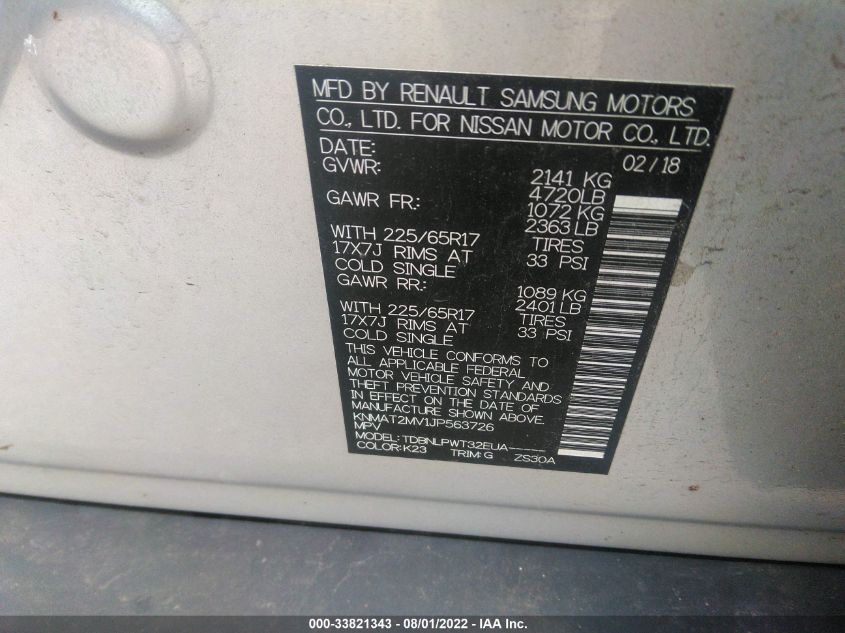 MFD BY RENAULT SAMSUNG MOTORS
CO., LTD. FOR NISSAN MOTOR CO., LTD.
DATE: 02/18
GVWR: 2141 KG
4720LB
GAWR FR: 1072 KG
2363 LB
WITH 225/65R17 TIRES
17X7J RIMS AT 33 PSI
COLD SINGLE
GAWR RR: 1089 KG
2401 LB
WITH 225/65R17 TIRES
17X7J RIMS AT 33 PSI
COLD SINGLE
THIS VEHICLE CONFORMS TO
ALL APPLICABLE FEDERAL
MOTOR VEHICLE SAFETY AND
THEFT PREVENTION STANDARDS
IN EFFECT ON THE DATE OF
MANUFACTURE SHOWN ABOVE.
KNMAT2MV1JP563726
MPV
MODEL: TDBNLPWT32EUA-----
COLOR: K23 TRIM: G ZS30A
000-33821343 - 08/01/2022 - IAA Inc.